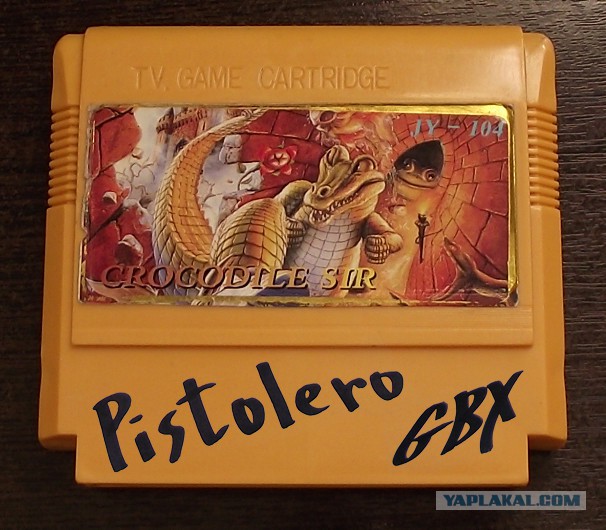 TV GAME CARTRIDGE
JY - 104
CROCODILE SIR
Pistolero
GBX
YAPLAKAL.COM